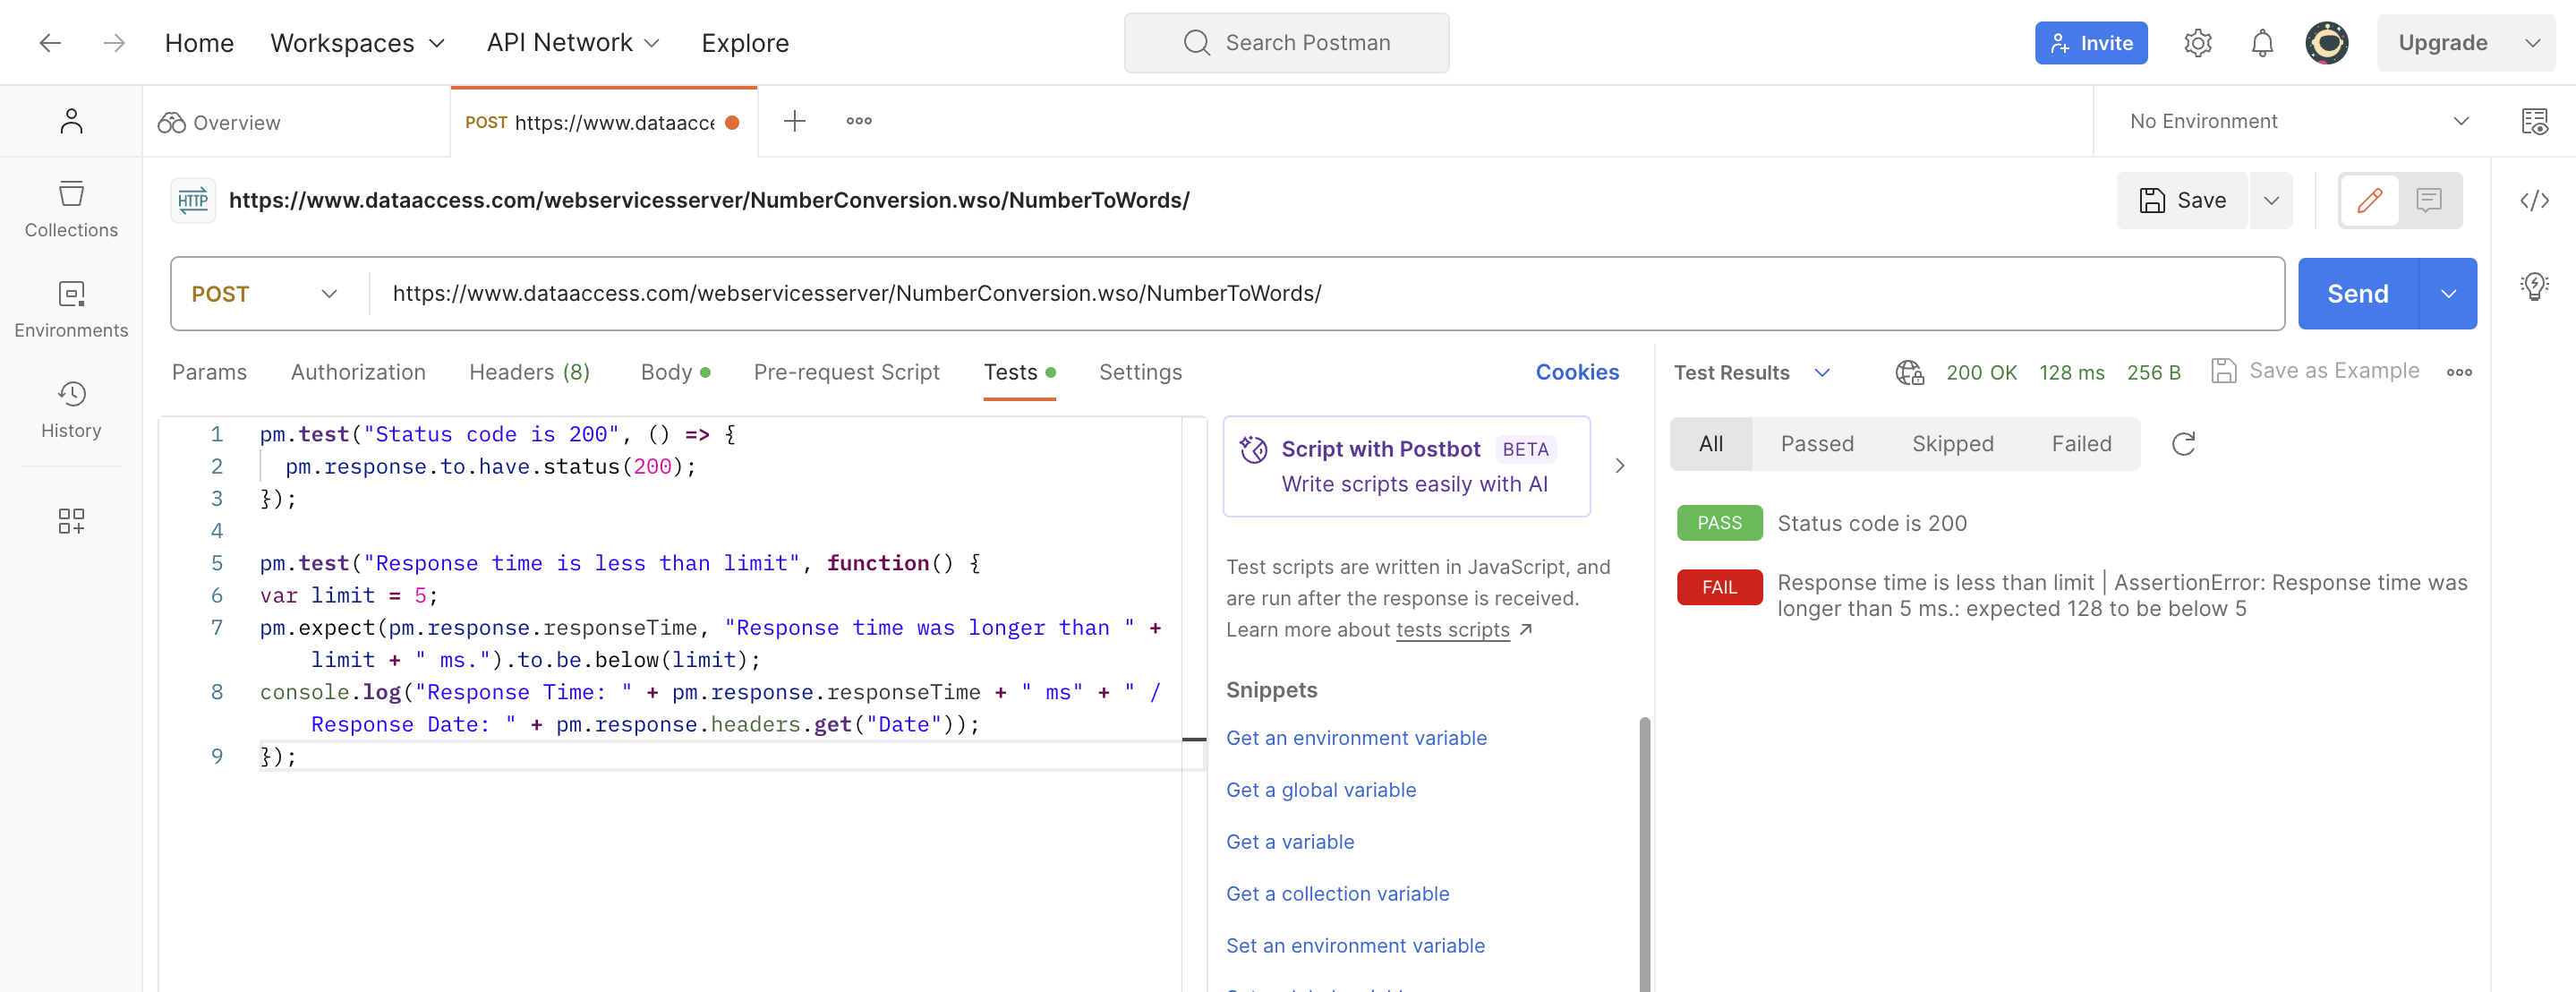 Home Workspaces API Network Explore
Search Postman
Invite
Upgrade
Overview
POST https://www.dataacce
No Environment
Collections
Environments
History
HTTP https://www.dataaccess.com/webservicesserver/NumberConversion.wso/NumberToWords/
Save
POST https://www.dataaccess.com/webservicesserver/NumberConversion.wso/NumberToWords/
Send
Params Authorization Headers (8) Body Pre-request Script Tests Settings
Cookies
1 pm.test("Status code is 200", () => {
2 pm.response.to.have.status(200);
3 });
4
5 pm.test("Response time is less than limit", function() {
6 var limit = 5;
7 pm.expect(pm.response.responseTime, "Response time was longer than " +
limit + " ms.").to.be.below(limit);
8 console.log("Response Time: " + pm.response.responseTime + " ms" + " /
Response Date: " + pm.response.headers.get("Date"));
9 });
Script with Postbot BETA
Write scripts easily with AI
Test scripts are written in JavaScript, and
are run after the response is received.
Learn more about tests scripts ↗
Snippets
Get an environment variable
Get a global variable
Get a variable
Get a collection variable
Set an environment variable
Test Results
200 OK 128 ms 256 B
Save as Example
All Passed Skipped Failed
PASS Status code is 200
FAIL Response time is less than limit | AssertionError: Response time was
longer than 5 ms.: expected 128 to be below 5